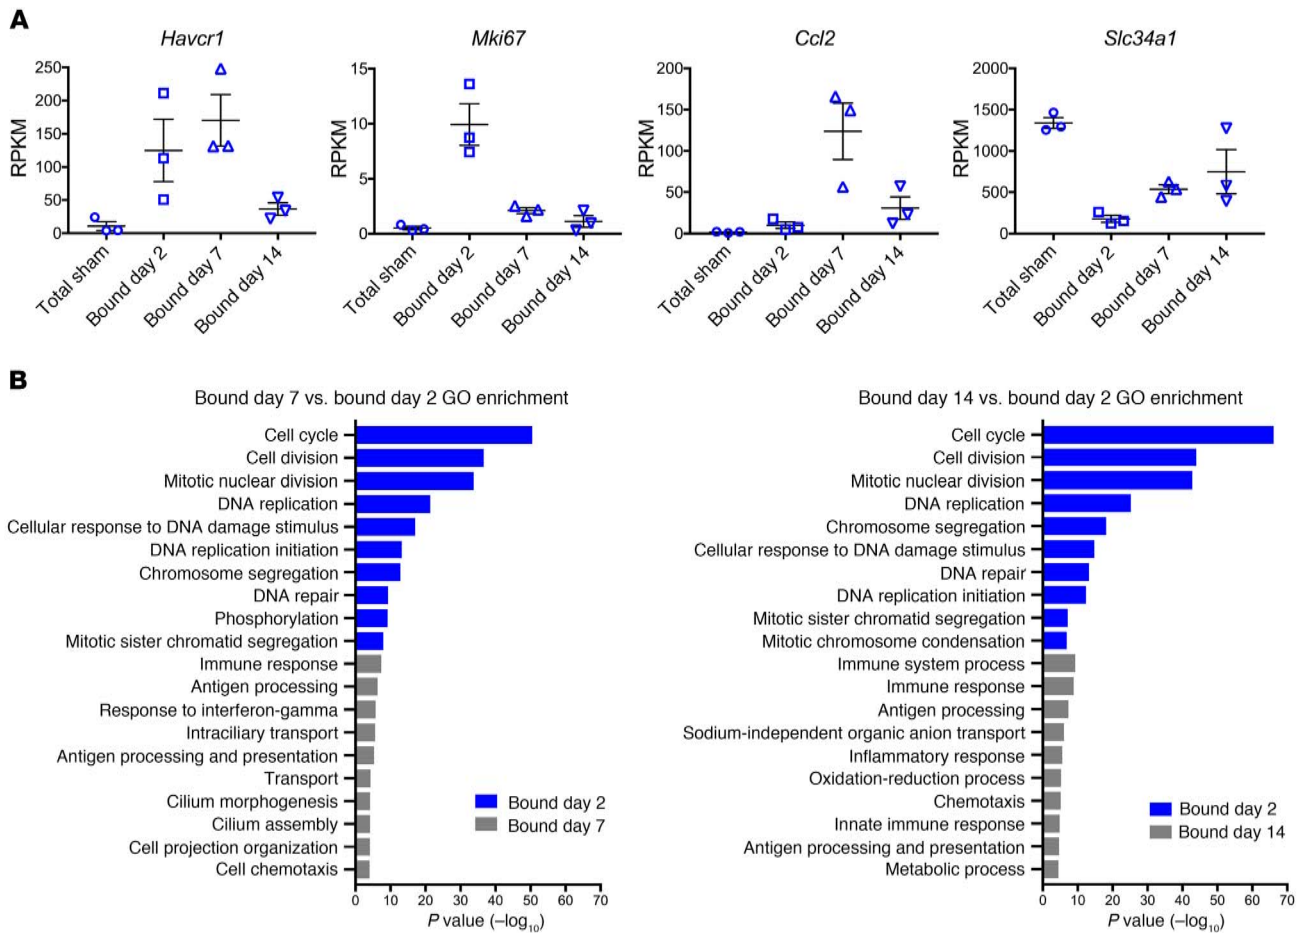 A
Havcr1
Mki67
Ccl2
Slc34a1
RPKM
250
200
150
100
50
0
Total sham
Bound day 2
Bound day 7
Bound day 14
RPKM
15
10
5
0
Total sham
Bound day 2
Bound day 7
Bound day 14
RPKM
200
150
100
50
0
Total sham
Bound day 2
Bound day 7
Bound day 14
RPKM
2000
1500
1000
500
0
Total sham
Bound day 2
Bound day 7
Bound day 14
B
Bound day 7 vs. bound day 2 GO enrichment
Cell cycle
Cell division
Mitotic nuclear division
DNA replication
Cellular response to DNA damage stimulus
DNA replication initiation
Chromosome segregation
DNA repair
Phosphorylation
Mitotic sister chromatid segregation
Immune response
Antigen processing
Response to interferon-gamma
Intraciliary transport
Antigen processing and presentation
Transport
Cilium morphogenesis
Cilium assembly
Cell projection organization
Cell chemotaxis
Bound day 2
Bound day 7
0 10 20 30 40 50 60 70
P value (–log10)
Bound day 14 vs. bound day 2 GO enrichment
Cell cycle
Cell division
Mitotic nuclear division
DNA replication
Chromosome segregation
Cellular response to DNA damage stimulus
DNA repair
DNA replication initiation
Mitotic sister chromatid segregation
Mitotic chromosome condensation
Immune system process
Immune response
Antigen processing
Sodium-independent organic anion transport
Inflammatory response
Oxidation-reduction process
Chemotaxis
Innate immune response
Antigen processing and presentation
Metabolic process
Bound day 2
Bound day 14
0 10 20 30 40 50 60 70
P value (–log10)